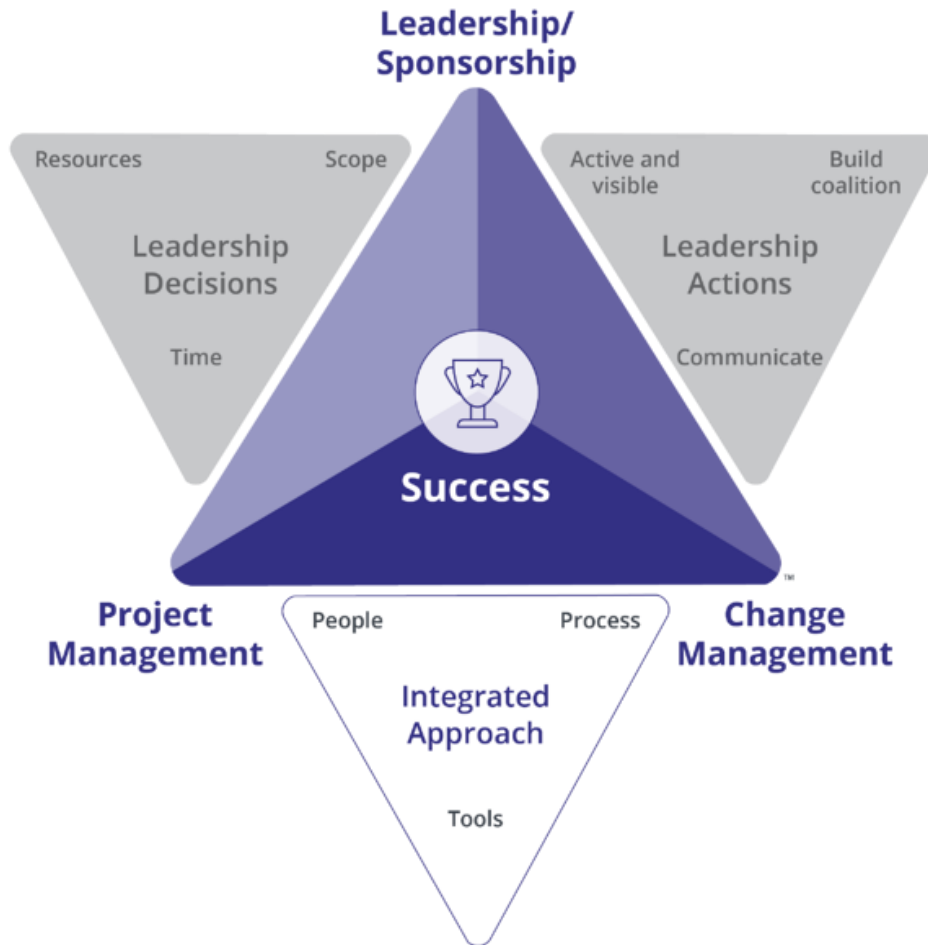 Leadership/
Sponsorship
Resources
Scope
Leadership
Decisions
Time
Active and
visible
Build
coalition
Leadership
Actions
Communicate
Success
™
Project
Management
Change
Management
People
Process
Integrated
Approach
Tools